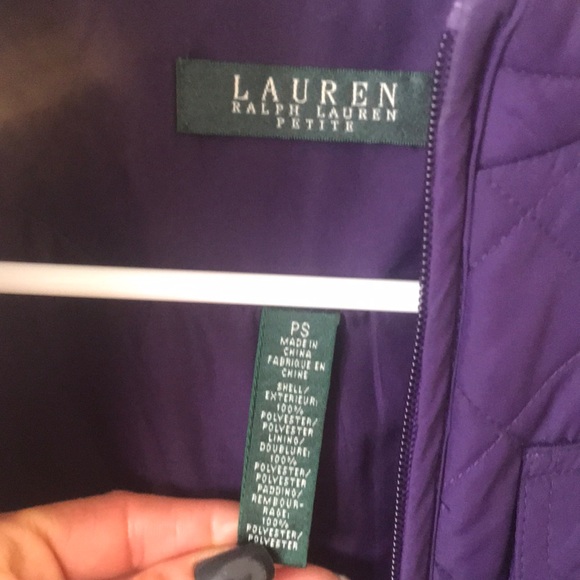 LAUREN
RALPH LAUREN
PETITE
PS
MADE IN
CHINA
FABRIQUE EN
CHINE
SHELL/
EXTERIEUR:
100%
POLYESTER/
POLYESTER
LINING/
DOUBLURE:
100%
POLYESTER/
POLYESTER
PADDING/
REMBOUR-
RAGE:
100%
POLYESTER/
POLYESTER